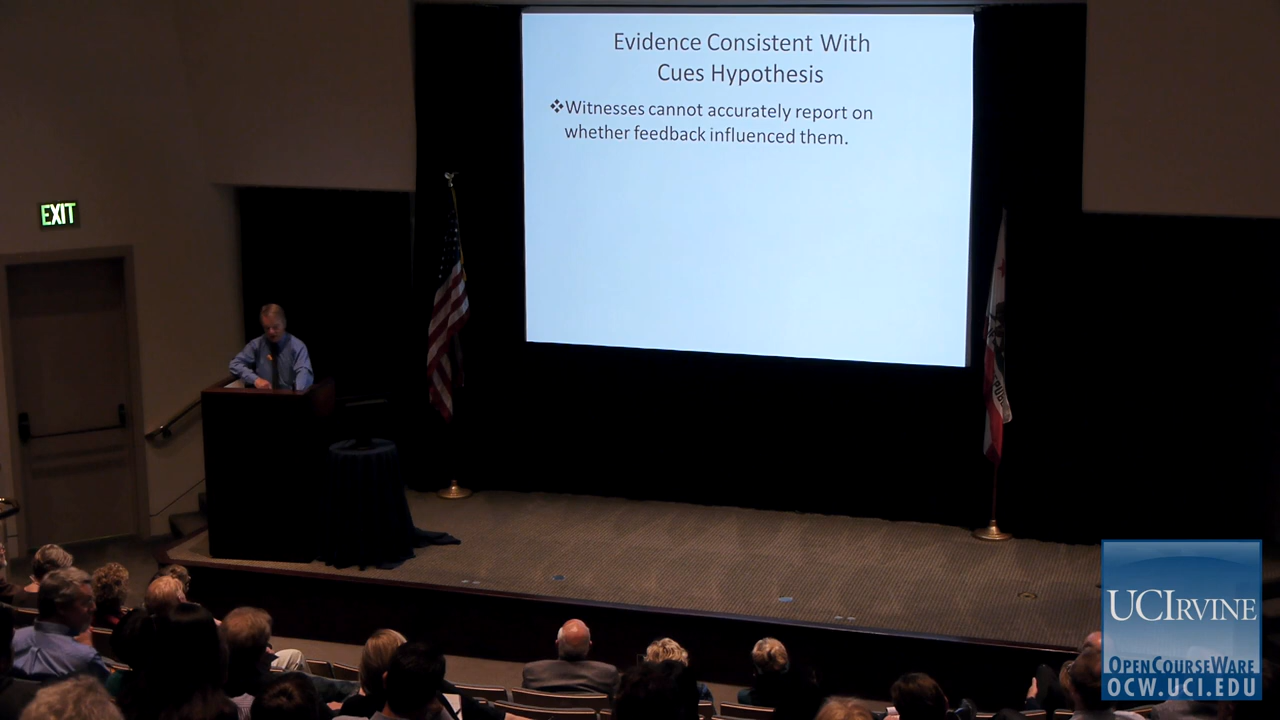 Evidence Consistent With
Cues Hypothesis
❖Witnesses cannot accurately report on
whether feedback influenced them.
EXIT
UCIRVINE
OPENCOURSEWARE
OCW.UCI.EDU